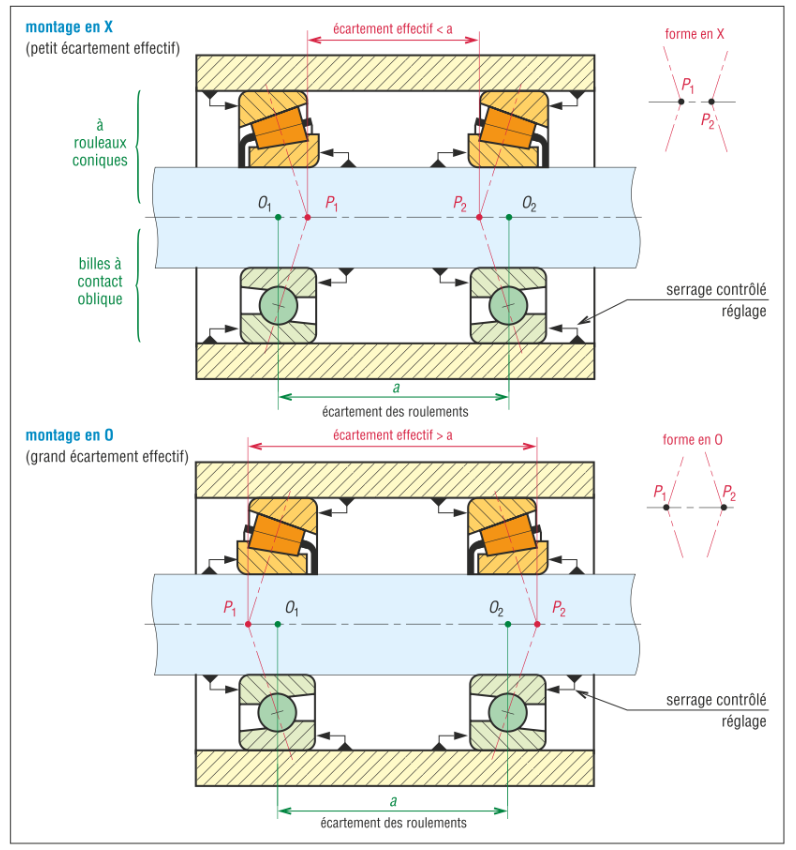 montage en X
(petit écartement effectif)
écartement effectif < a
forme en X
P1
P2
à
rouleaux
coniques
O1
P1
P2
O2
billes à
contact
oblique
serrage contrôlé
réglage
a
écartement des roulements
montage en O
(grand écartement effectif)
écartement effectif > a
forme en O
P1
P2
P1
O1
O2
P2
serrage contrôlé
réglage
a
écartement des roulements